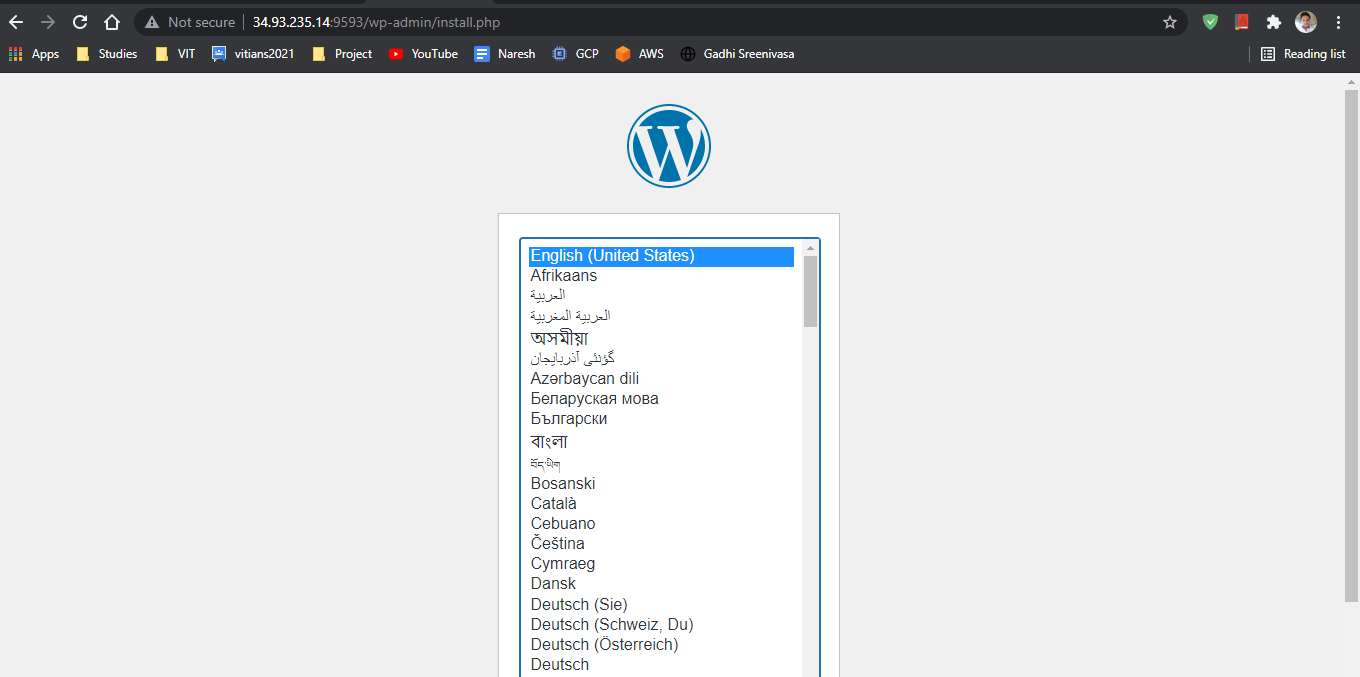 Not secure 34.93.235.14:9593/wp-admin/install.php
Apps Studies VIT vitians2021 Project YouTube Naresh GCP AWS Gadhi Sreenivasa Reading list
English (United States)
Afrikaans
العربية
العربية المغربية
অসমীয়া
گؤنئی آذربایجان
Azərbaycan dili
Беларуская мова
Български
বাংলা
བོད་ཡིག
Bosanski
Català
Cebuano
Čeština
Cymraeg
Dansk
Deutsch (Sie)
Deutsch (Schweiz, Du)
Deutsch (Österreich)
Deutsch